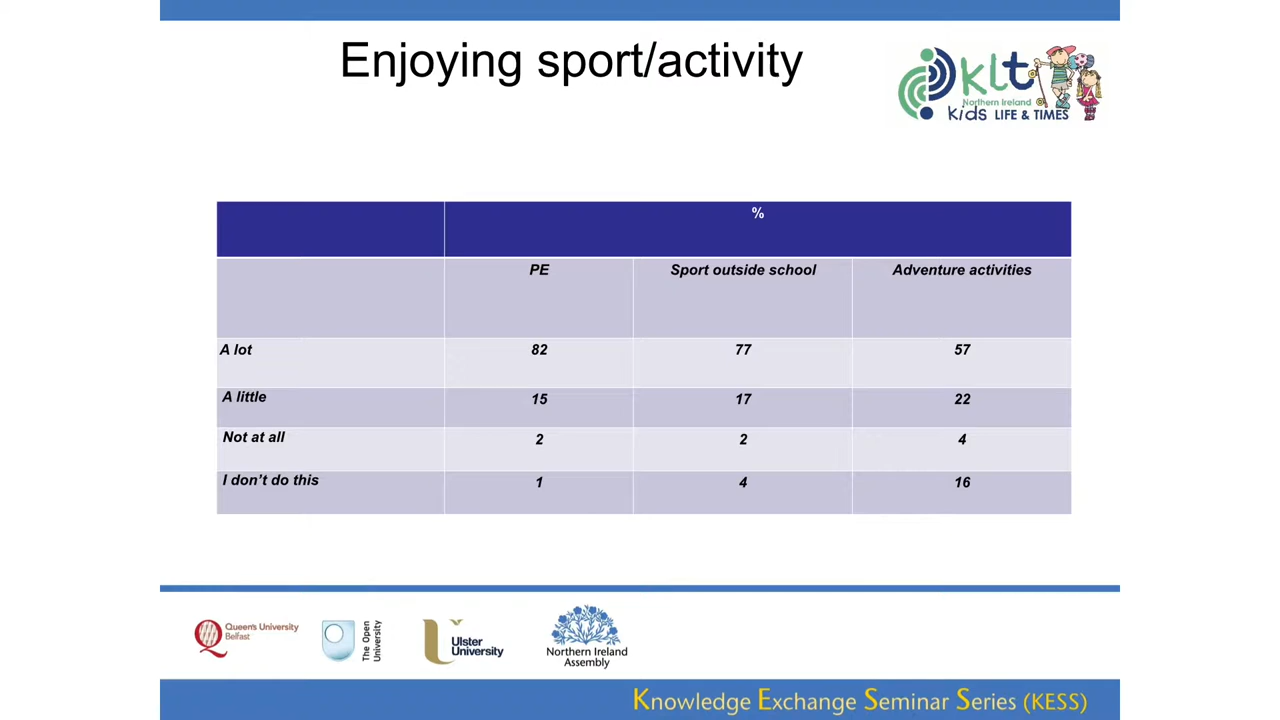 Enjoying sport/activity
klt
Northern Ireland
kids LIFE & TIMES
%
PE Sport outside school Adventure activities
A lot 82 77 57
A little 15 17 22
Not at all 2 2 4
I don't do this 1 4 16
Queen's University
Belfast
The Open
University
Ulster
University
Northern Ireland
Assembly
Knowledge Exchange Seminar Series (KESS)